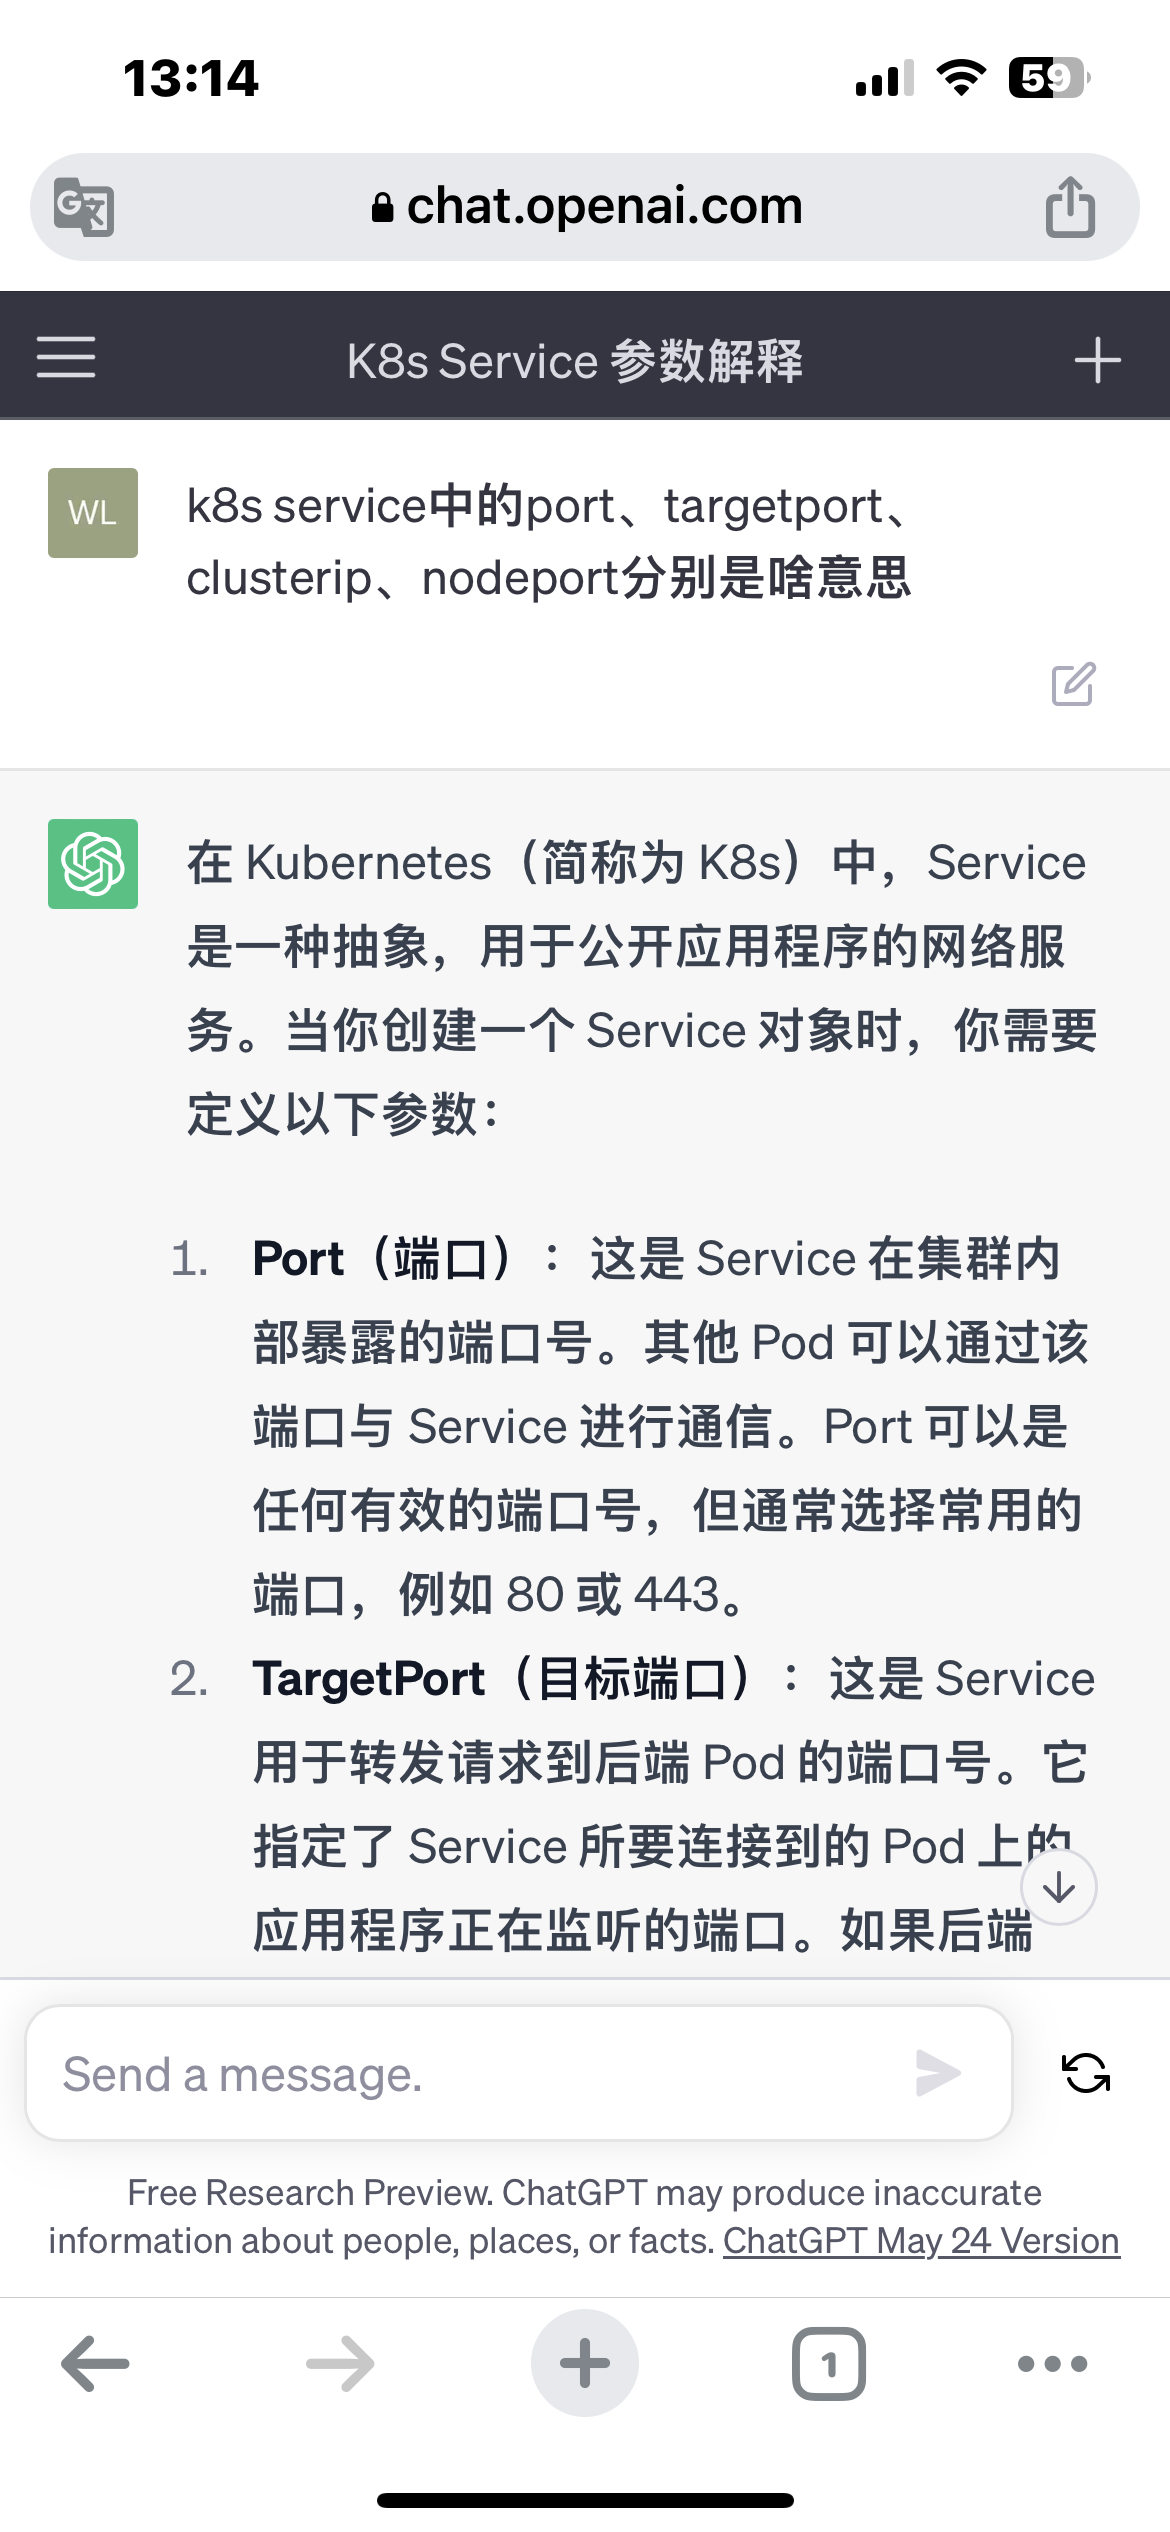 13:14
59
chat.openai.com
K8s Service 参数解释
WL
k8s service中的port、targetport、
clusterip、nodeport分别是啥意思
在 Kubernetes（简称为 K8s）中，Service
是一种抽象，用于公开应用程序的网络服
务。当你创建一个 Service 对象时，你需要
定义以下参数：
1. Port（端口）：这是 Service 在集群内
部暴露的端口号。其他 Pod 可以通过该
端口与 Service 进行通信。Port 可以是
任何有效的端口号，但通常选择常用的
端口，例如 80 或 443。
2. TargetPort（目标端口）：这是 Service
用于转发请求到后端 Pod 的端口号。它
指定了 Service 所要连接到的 Pod 上的
应用程序正在监听的端口。如果后端
Send a message.
Free Research Preview. ChatGPT may produce inaccurate
information about people, places, or facts. ChatGPT May 24 Version
1